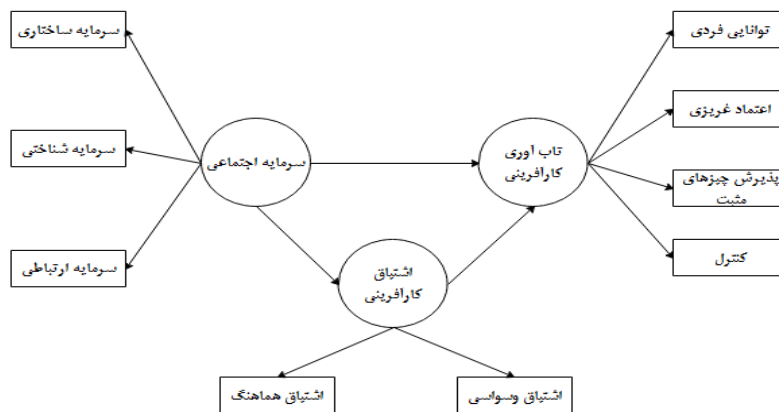 توانایی فردی
سرمایه ساختاری
اعتماد غریزی
تاب آوری
کارآفرینی
سرمایه اجتماعی
سرمایه شناختی
پذیرش چیزهای
مثبت
کنترل
سرمایه ارتباطی
اشتیاق
کارآفرینی
اشتیاق وسواسی
اشتیاق هماهنگ